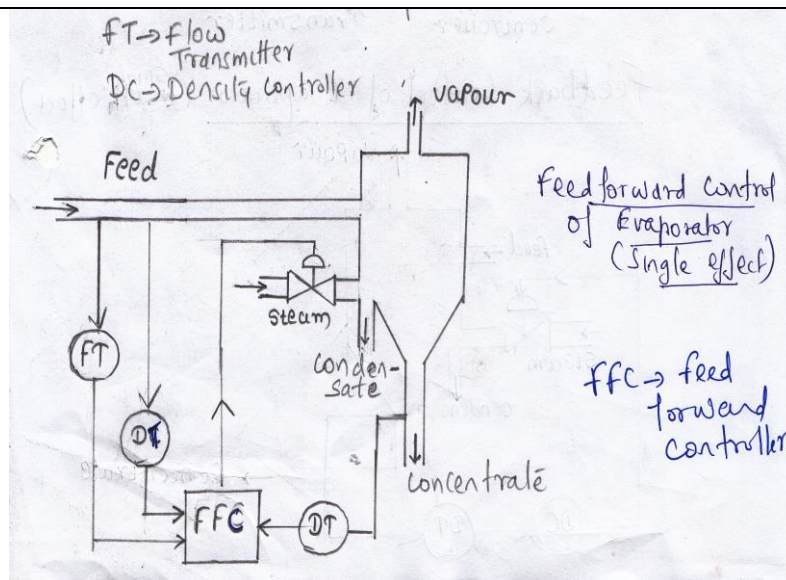 FT→ Flow
Transmitter
DC→ Density Controller
Vapour
Feed
Feed forward control
of Evaporator
(Single effect)
steam
FT
Conden-
sate
FFC→ feed
forward
controller
DT
concentrate
FFC
DT